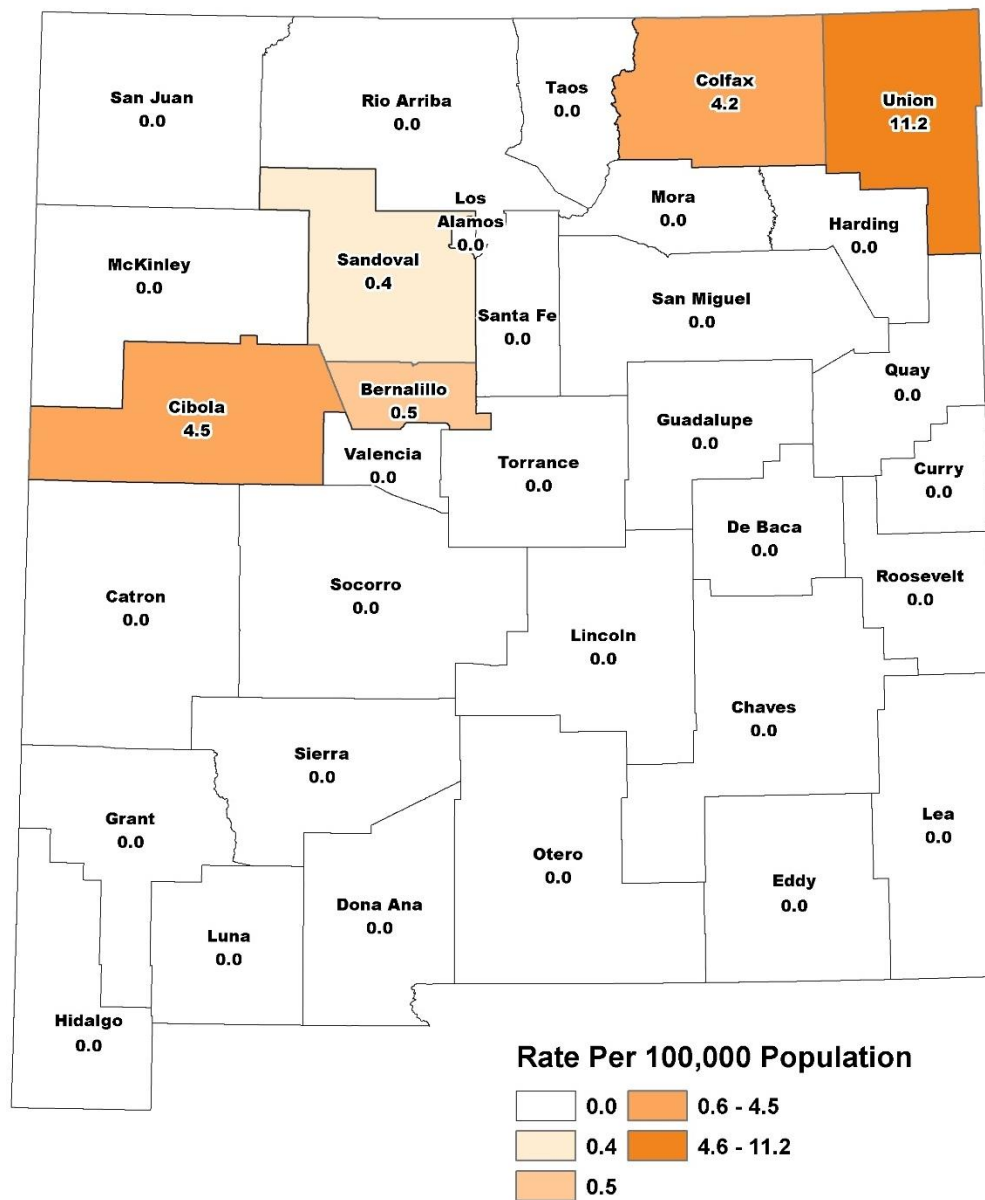 San Juan
0.0
Rio Arriba
0.0
Taos
0.0
Colfax
4.2
Union
11.2
Los
Alamos
0.0
Mora
0.0
Harding
0.0
McKinley
0.0
Sandoval
0.4
Santa Fe
0.0
San Miguel
0.0
Quay
0.0
Cibola
4.5
Bernalillo
0.5
Guadalupe
0.0
Valencia
0.0
Torrance
0.0
Curry
0.0
De Baca
0.0
Roosevelt
0.0
Catron
0.0
Socorro
0.0
Lincoln
0.0
Chaves
0.0
Sierra
0.0
Grant
0.0
Lea
0.0
Otero
0.0
Eddy
0.0
Dona Ana
0.0
Luna
0.0
Hidalgo
0.0
Rate Per 100,000 Population
0.0
0.6 - 4.5
0.4
4.6 - 11.2
0.5